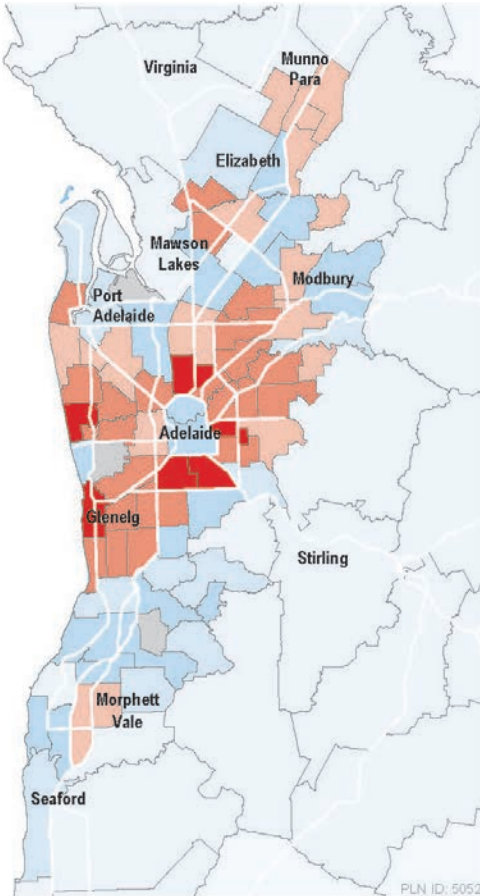 Virginia
Munno
Para
Elizabeth
Mawson
Lakes
Modbury
Port
Adelaide
Adelaide
Glenelg
Stirling
Morphett
Vale
Seaford
PLN ID: 5052